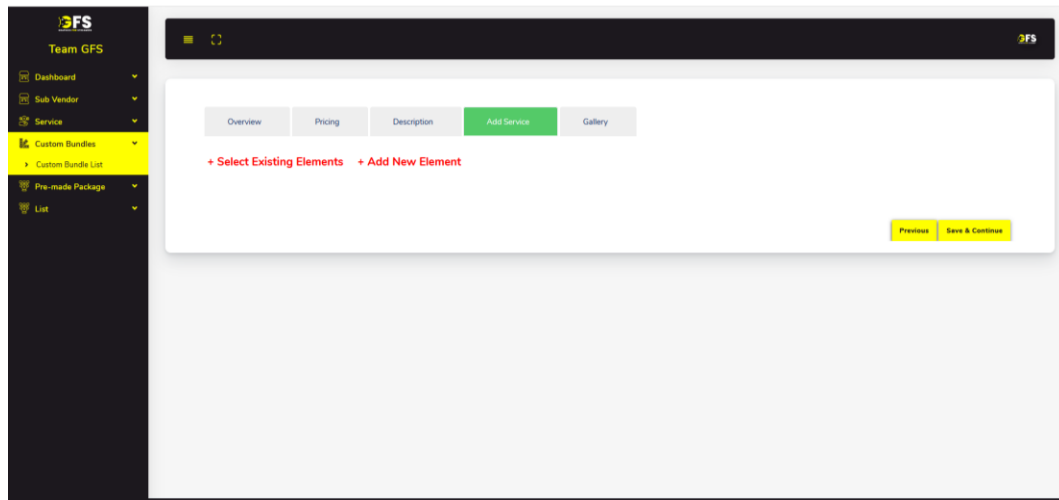 GFS
Team GFS
Dashboard
Sub Vendor
Service
Custom Bundles
Custom Bundle List
Pre-made Package
List
GFS
Overview Pricing Description Add Service Gallery
+ Select Existing Elements + Add New Element
Previous Save & Continue